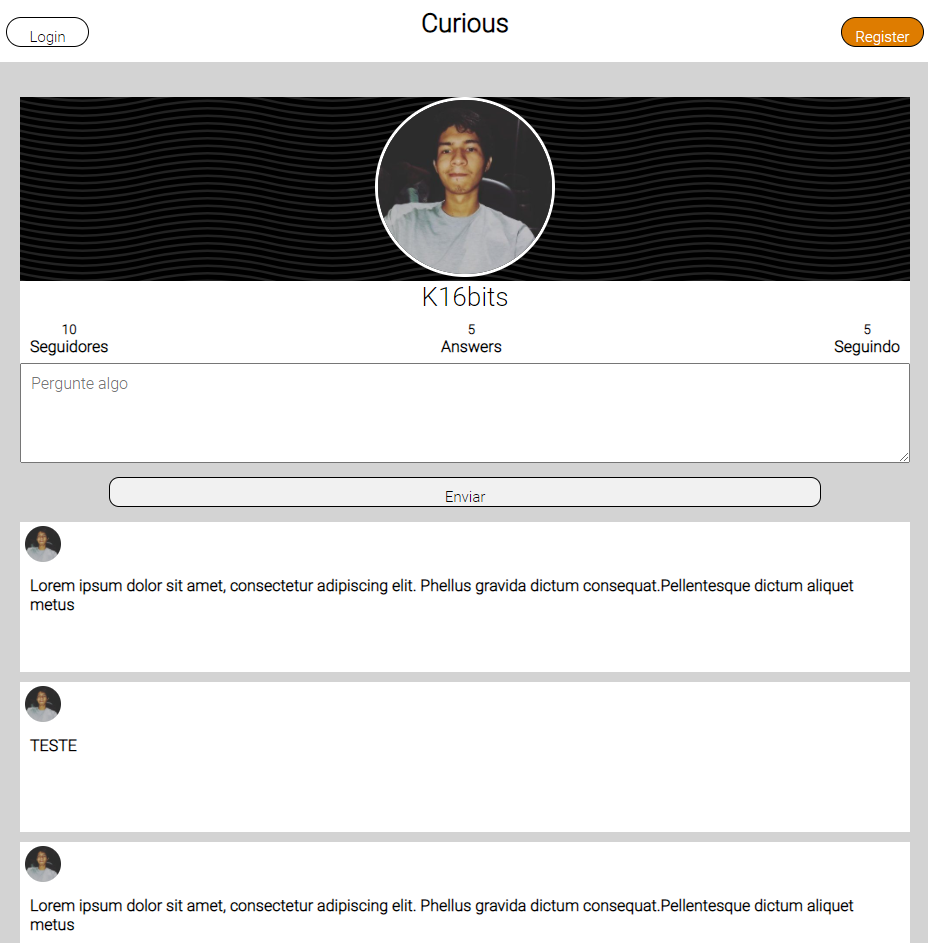 Login
Curious
Register
K16bits
10
5
5
Seguidores
Answers
Seguindo
Pergunte algo
Enviar
Lorem ipsum dolor sit amet, consectetur adipiscing elit. Phellus gravida dictum consequat.Pellentesque dictum aliquet
metus
TESTE
Lorem ipsum dolor sit amet, consectetur adipiscing elit. Phellus gravida dictum consequat.Pellentesque dictum aliquet
metus